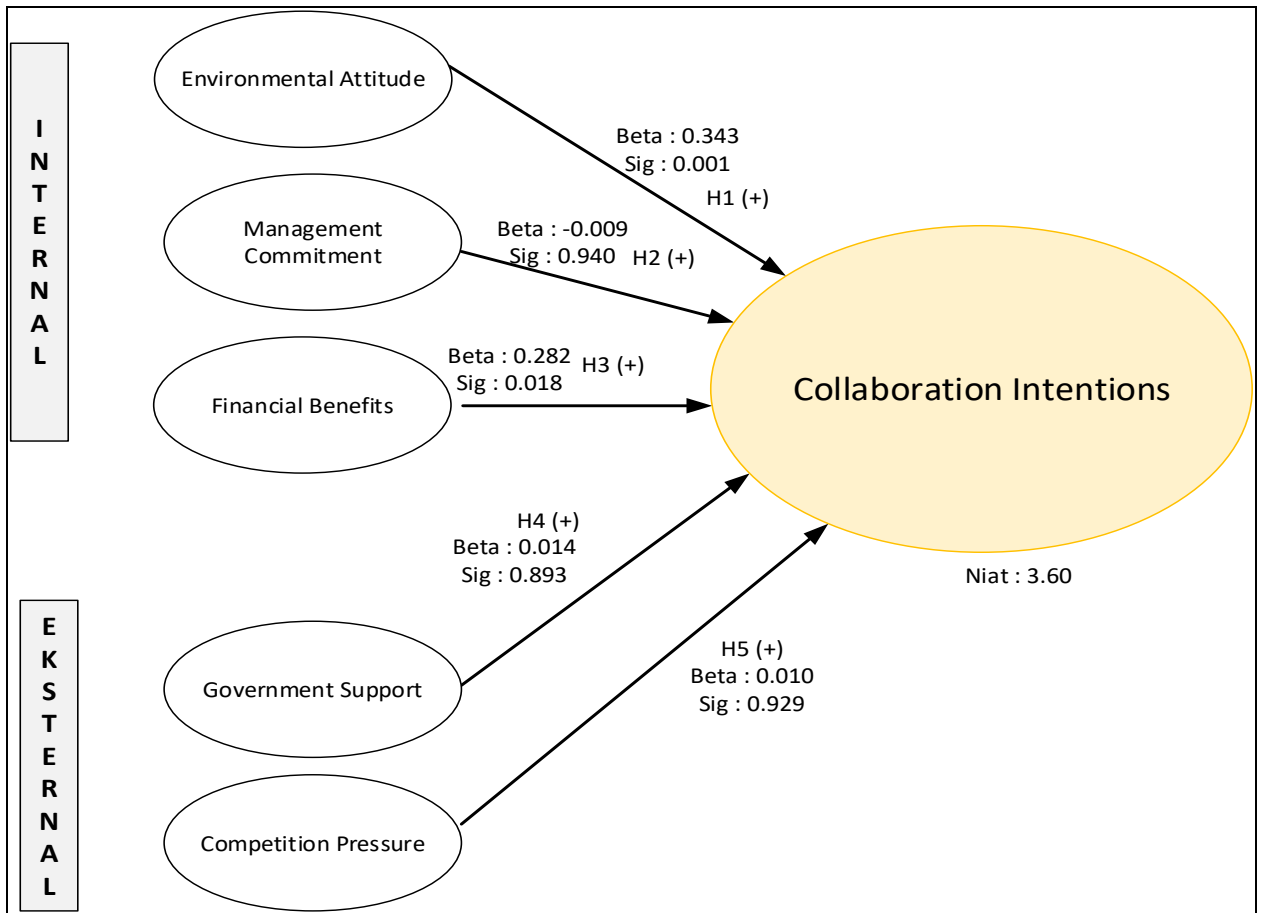 INTERNAL
Environmental Attitude
Beta : 0.343
Sig : 0.001
H1 (+)
Management
Commitment
Beta : -0.009
Sig : 0.940
H2 (+)
Financial Benefits
Beta : 0.282
Sig : 0.018
H3 (+)
Collaboration Intentions
Niat : 3.60
EKSTERNAL
Government Support
H4 (+)
Beta : 0.014
Sig : 0.893
Competition Pressure
H5 (+)
Beta : 0.010
Sig : 0.929